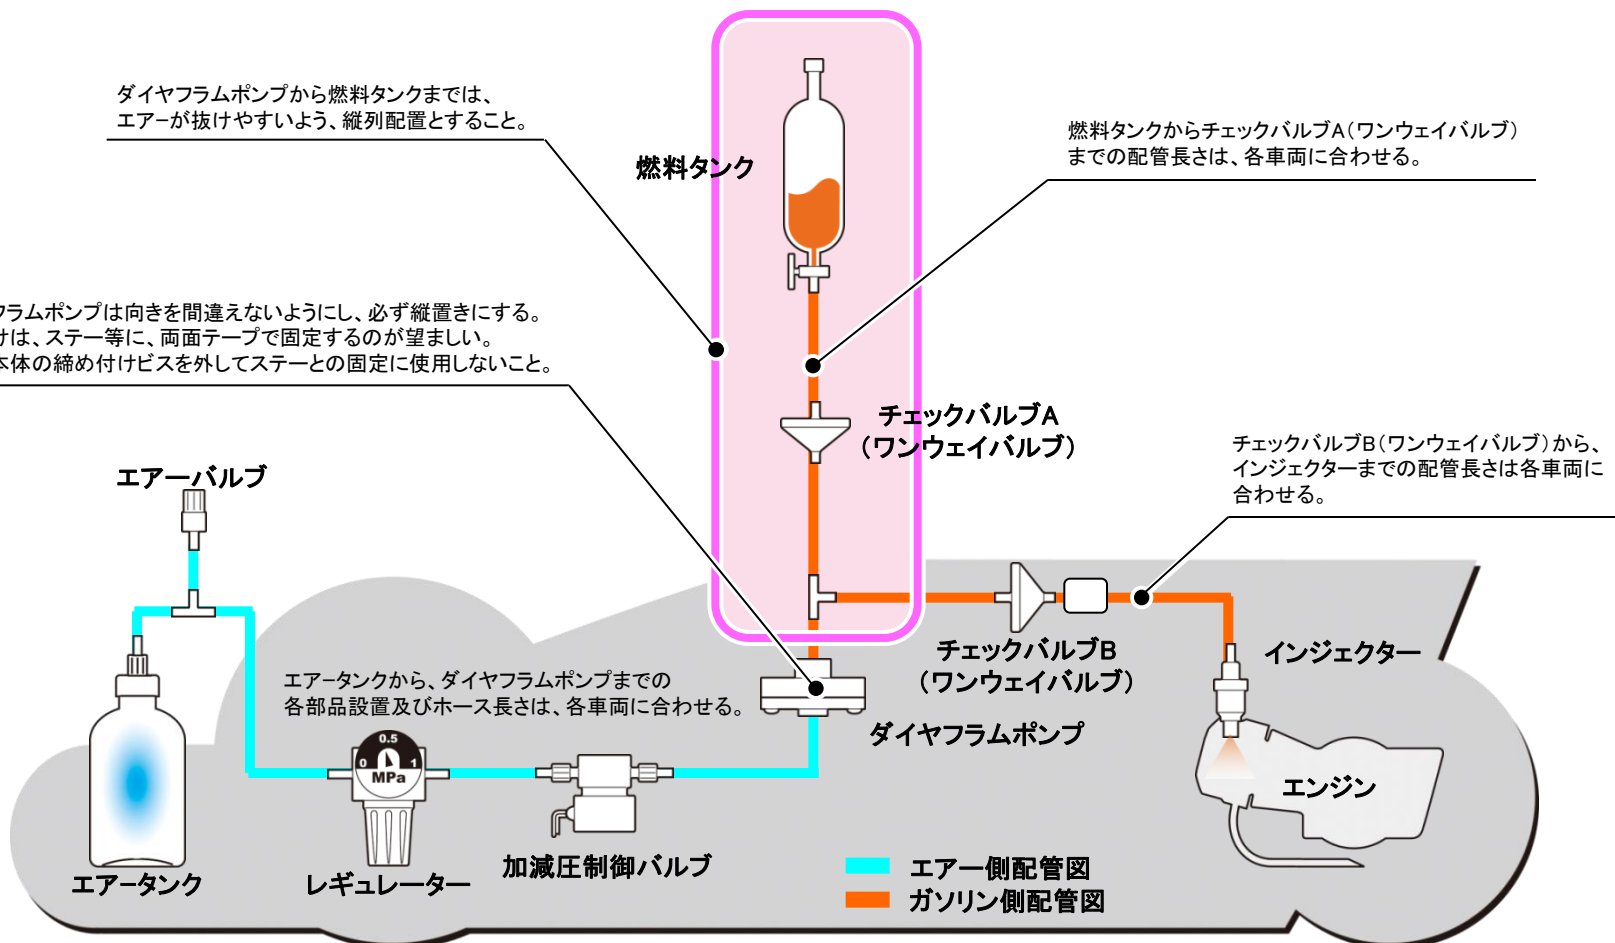 ダイヤフラムポンプから燃料タンクまでは、
エアーが抜けやすいよう、縦列配置とすること。
燃料タンクからチェックバルブA（ワンウェイバルブ）
までの配管長さは、各車両に合わせる。
燃料タンク
フラムポンプは向きを間違えないようにし、必ず縦置きにする。
けは、ステー等に、両面テープで固定するのが望ましい。
本体の締め付けビスを外してステーとの固定に使用しないこと。
チェックバルブA
（ワンウェイバルブ）
チェックバルブB（ワンウェイバルブ）から、
インジェクターまでの配管長さは各車両に
合わせる。
エアーバルブ
チェックバルブB
（ワンウェイバルブ）
インジェクター
エアータンクから、ダイヤフラムポンプまでの
各部品設置及びホース長さは、各車両に合わせる。
ダイヤフラムポンプ
0.5
0 1
MPa
エンジン
エアータンク
レギュレーター
加減圧制御バルブ
エアー側配管図
ガソリン側配管図